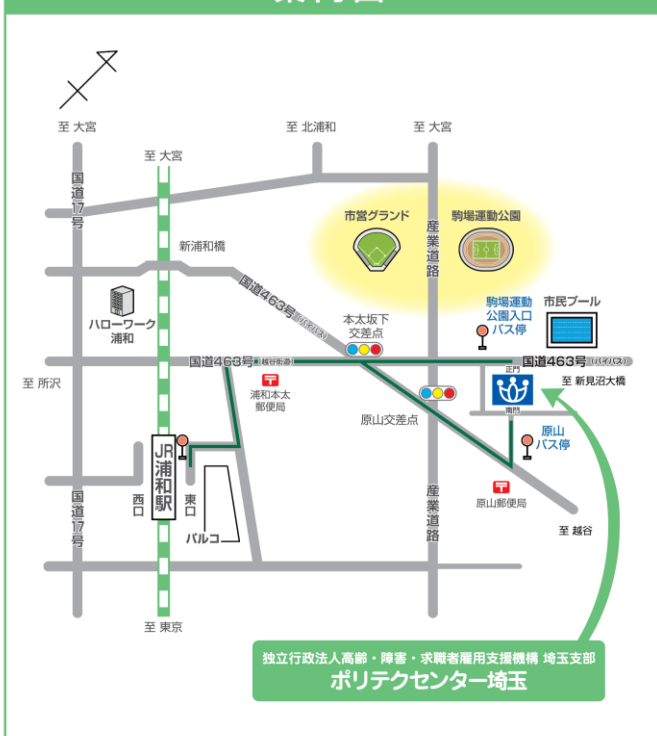 至 大宮
至 北浦和
至 大宮
至 大宮
国道17号
市営グランド
駒場運動公園
産業道路
新浦和橋
国道463号(バイパス)
ハローワーク
浦和
本太坂下
交差点
駒場運動
公園入口
バス停
市民プール
国道463号 越谷街道
国道463号(バイパス)
正門
至 所沢
至 新見沼大橋
浦和本太
郵便局
原山交差点
南門
原山
バス停
JR浦和駅
西口
東口
パルコ
国道17号
産業道路
原山郵便局
至 越谷
至 東京
独立行政法人高齢・障害・求職者雇用支援機構 埼玉支部
ポリテクセンター埼玉